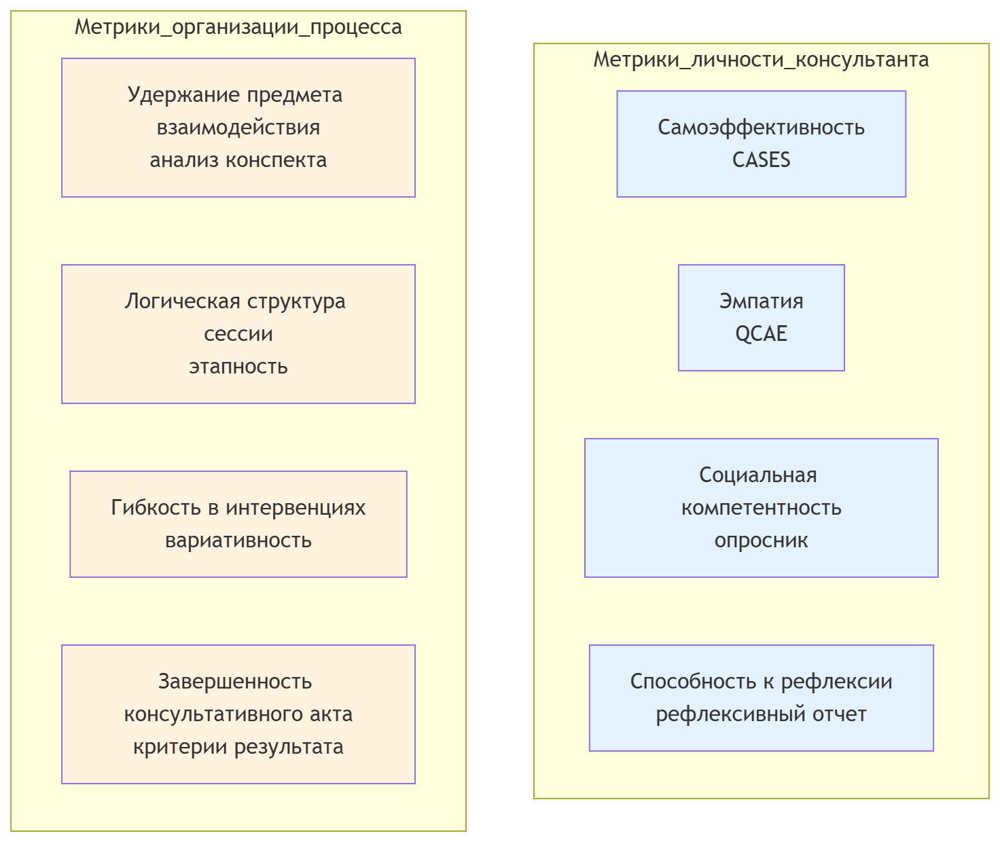 Метрики_организации_процесса
Удержание предмета
взаимодействия
анализ конспекта
Логическая структура
сессии
этапность
Гибкость в интервенциях
вариативность
Завершенность
консультативного акта
критерии результата
Метрики_личности_консультанта
Самоэффективность
CASES
Эмпатия
QCAE
Социальная
компетентность
опросник
Способность к рефлексии
рефлексивный отчет